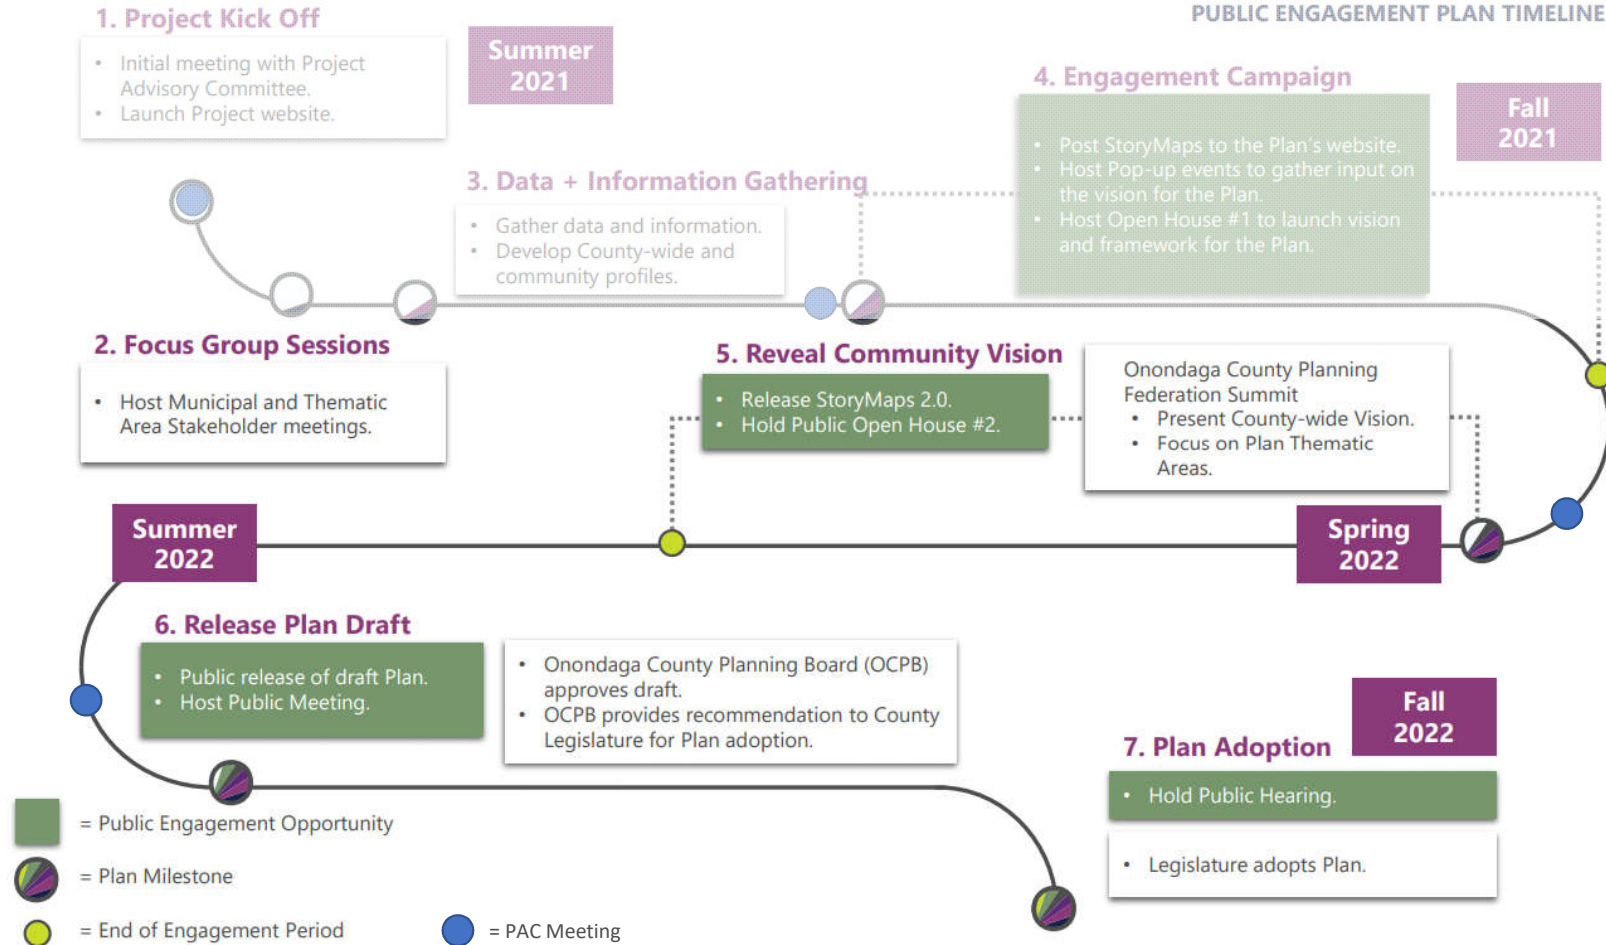 PUBLIC ENGAGEMENT PLAN TIMELINE
1. Project Kick Off
• Initial meeting with Project
Advisory Committee.
• Launch Project website.
Summer
2021
3. Data + Information Gathering
• Gather data and information.
• Develop County-wide and
community profiles.
4. Engagement Campaign
• Post StoryMaps to the Plan's website.
• Host Pop-up events to gather input on
the vision for the Plan.
• Host Open House #1 to launch vision
and framework for the Plan.
Fall
2021
2. Focus Group Sessions
• Host Municipal and Thematic
Area Stakeholder meetings.
5. Reveal Community Vision
• Release StoryMaps 2.0.
• Hold Public Open House #2.
Onondaga County Planning
Federation Summit
• Present County-wide Vision.
• Focus on Plan Thematic
Areas.
Summer
2022
Spring
2022
6. Release Plan Draft
• Public release of draft Plan.
• Host Public Meeting.
• Onondaga County Planning Board (OCPB)
approves draft.
• OCPB provides recommendation to County
Legislature for Plan adoption.
Fall
2022
7. Plan Adoption
• Hold Public Hearing.
• Legislature adopts Plan.
= Public Engagement Opportunity
= Plan Milestone
= End of Engagement Period
= PAC Meeting